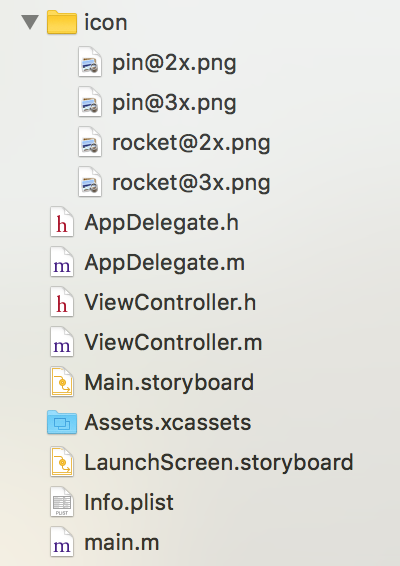 icon
pin@2x.png
pin@3x.png
rocket@2x.png
rocket@3x.png
h AppDelegate.h
m AppDelegate.m
h ViewController.h
m ViewController.m
Main.storyboard
Assets.xcassets
LaunchScreen.storyboard
PLIST Info.plist
m main.m